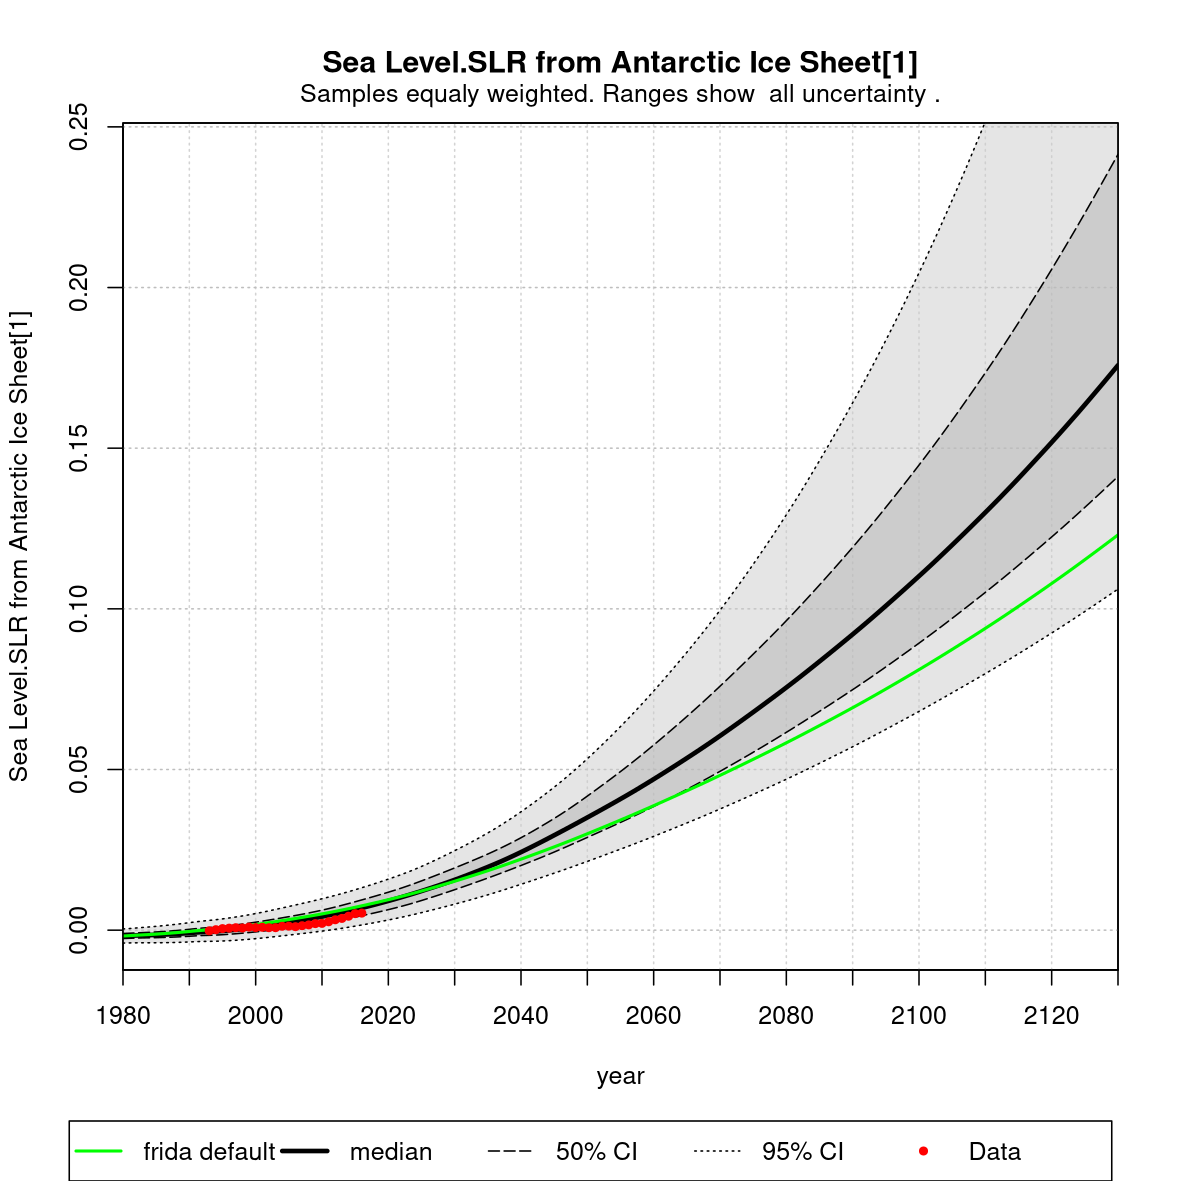 Sea Level.SLR from Antarctic Ice Sheet[1]
Samples equaly weighted. Ranges show  all uncertainty .
Sea Level.SLR from Antarctic Ice Sheet[1]
0.25
0.20
0.15
0.10
0.05
0.00
1980 2000 2020 2040 2060 2080 2100 2120
year
frida default median 50% CI 95% CI Data